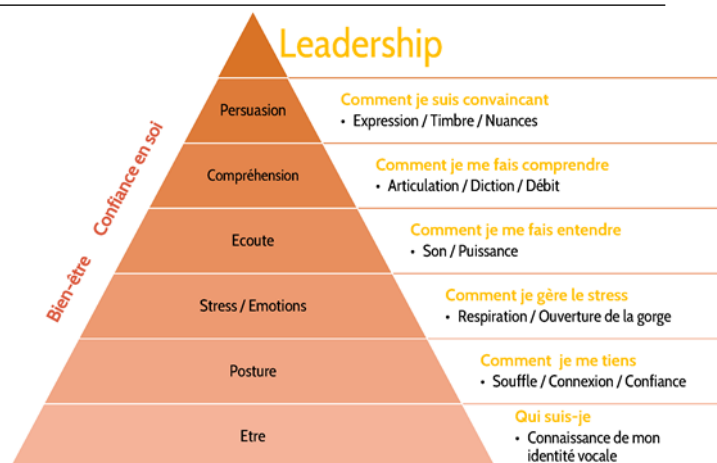 Leadership
Persuasion
Comment je suis convaincant
• Expression / Timbre / Nuances
Compréhension
Comment je me fais comprendre
• Articulation / Diction / Débit
Ecoute
Comment je me fais entendre
• Son / Puissance
Stress / Emotions
Comment je gère le stress
• Respiration / Ouverture de la gorge
Posture
Comment je me tiens
• Souffle / Connexion / Confiance
Etre
Qui suis-je
• Connaissance de mon
identité vocale
Bien-être Confiance en soi